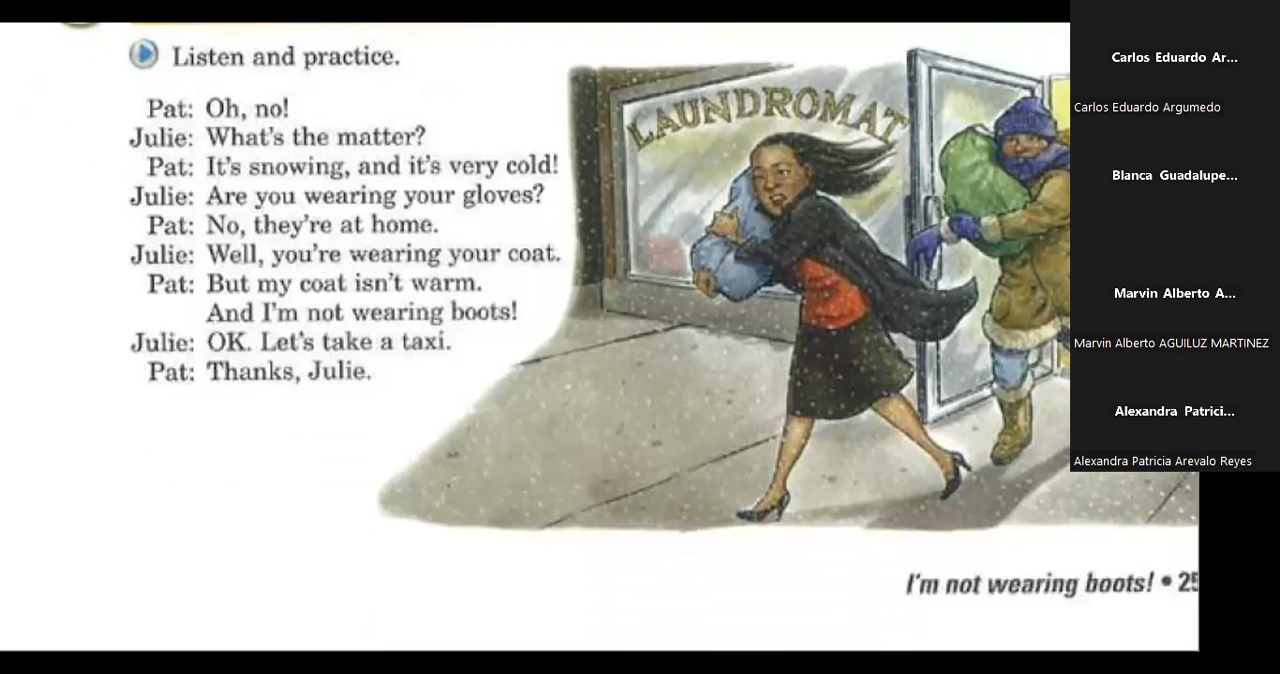 Listen and practice.
Pat: Oh, no!
Julie: What's the matter?
Pat: It's snowing, and it's very cold!
Julie: Are you wearing your gloves?
Pat: No, they're at home.
Julie: Well, you're wearing your coat.
Pat: But my coat isn't warm.
And I'm not wearing boots!
Julie: OK. Let's take a taxi.
Pat: Thanks, Julie.
LAUNDROMAT
I'm not wearing boots! • 25
Carlos Eduardo Ar...
Carlos Eduardo Argumedo
Blanca Guadalupe...
Marvin Alberto A...
Marvin Alberto AGUILUZ MARTINEZ
Alexandra Patrici...
Alexandra Patricia Arevalo Reyes